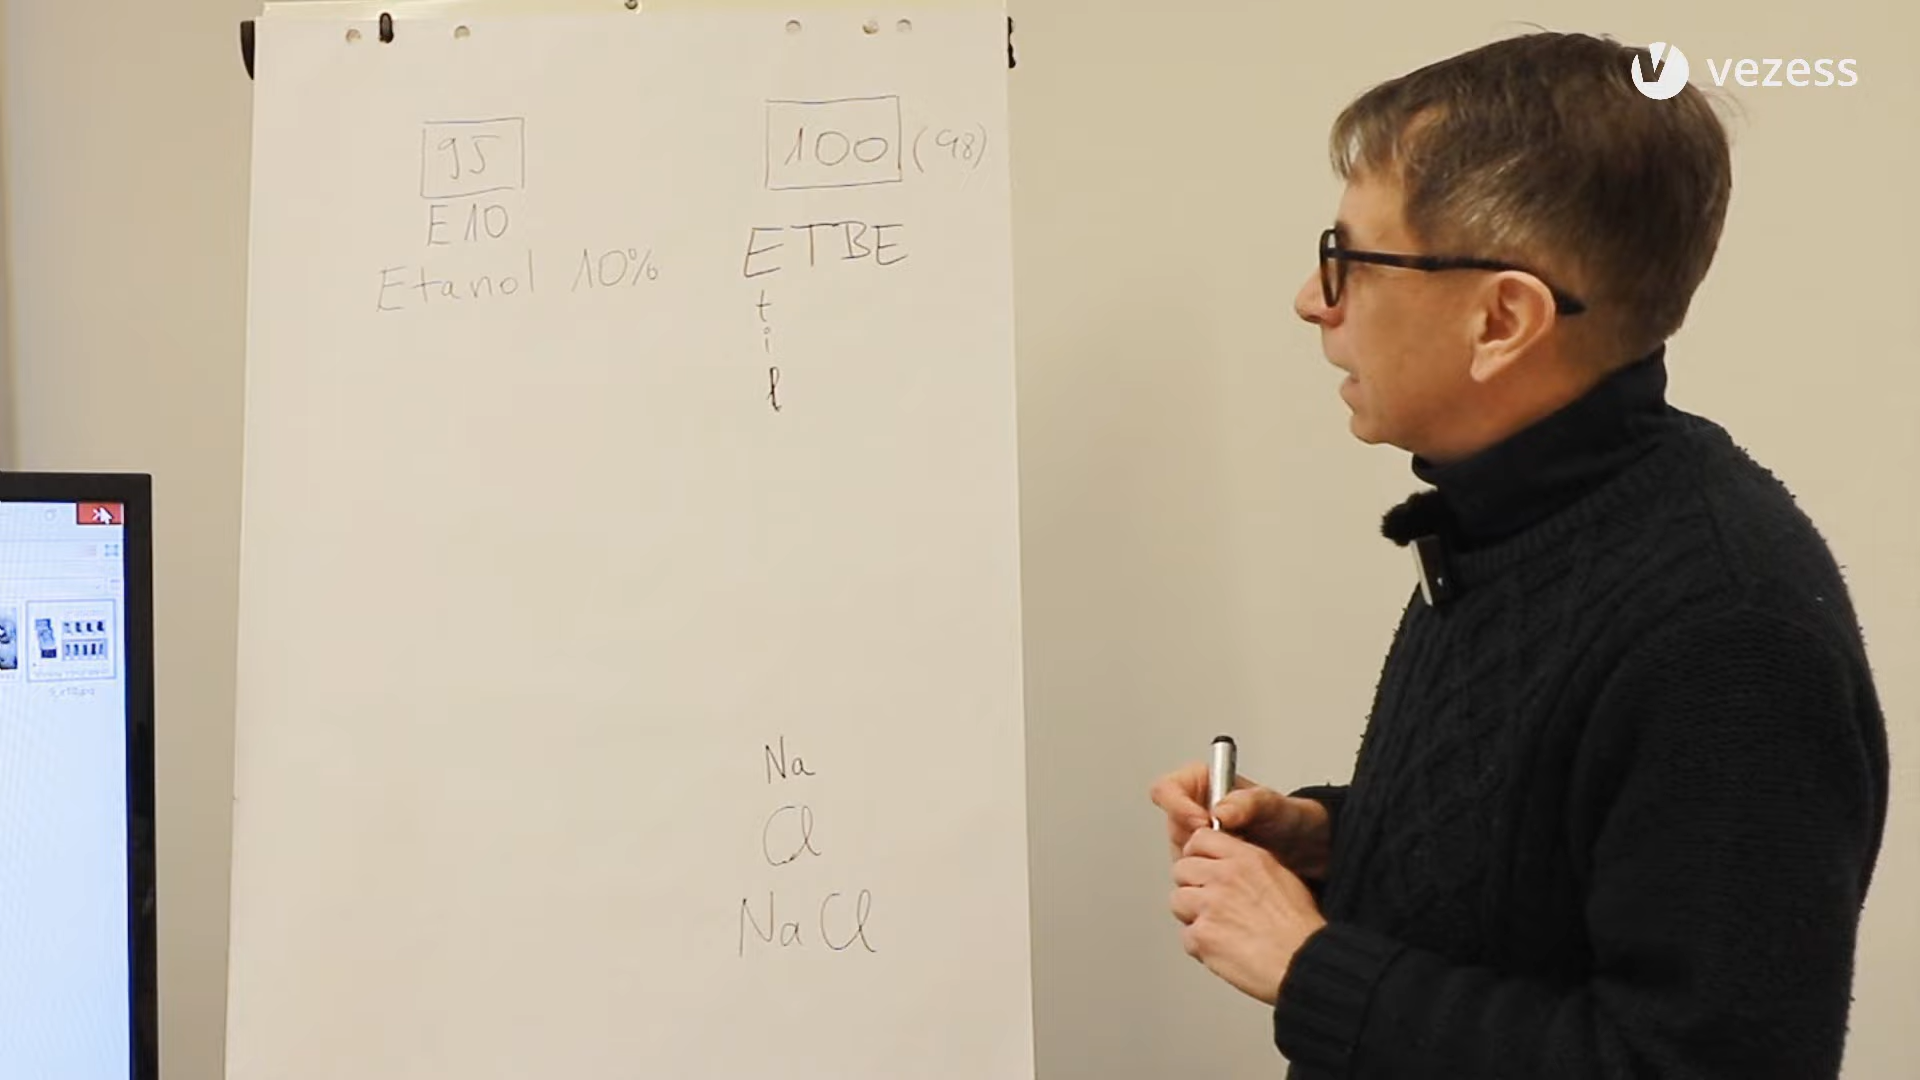 vezess
95
E10
Etanol 10%
100 (98)
ETBE
t
i
l
Na
Cl
NaCl